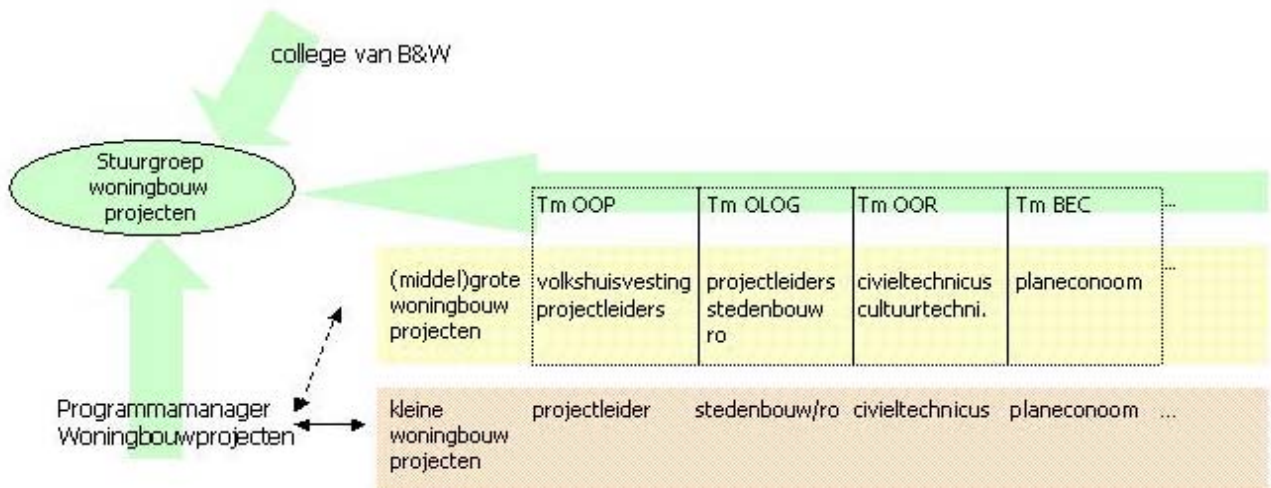 college van B&W
Stuurgroep
woningbouw
projecten
Tm OOP
Tm OLOG
Tm OOR
Tm BEC
...
(middel)grote
woningbouw
projecten
volkshuisvesting
projectleiders
projectleiders
stedenbouw
ro
civieltechnicus
cultuurtechni.
planeconoom
...
Programmamanager
Woningbouwprojecten
kleine
woningbouw
projecten
projectleider
stedenbouw/ro
civieltechnicus
planeconoom
...